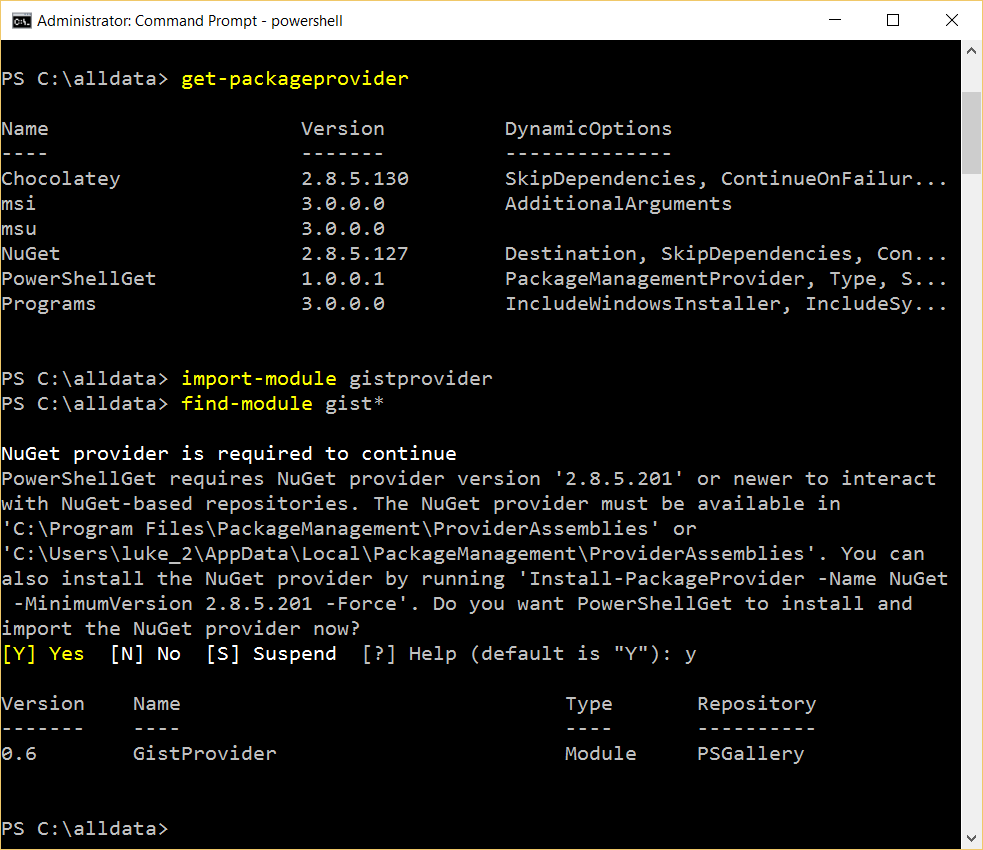 Administrator: Command Prompt - powershell
PS C:\alldata> get-packageprovider
Name Version DynamicOptions
---- ------- --------------
Chocolatey 2.8.5.130 SkipDependencies, ContinueOnFailur...
msi 3.0.0.0 AdditionalArguments
msu 3.0.0.0
NuGet 2.8.5.127 Destination, SkipDependencies, Con...
PowerShellGet 1.0.0.1 PackageManagementProvider, Type, S...
Programs 3.0.0.0 IncludeWindowsInstaller, IncludeSy...
PS C:\alldata> import-module gistprovider
PS C:\alldata> find-module gist*
NuGet provider is required to continue
PowerShellGet requires NuGet provider version '2.8.5.201' or newer to interact
with NuGet-based repositories. The NuGet provider must be available in
'C:\Program Files\PackageManagement\ProviderAssemblies' or
'C:\Users\luke_2\AppData\Local\PackageManagement\ProviderAssemblies'. You can
also install the NuGet provider by running 'Install-PackageProvider -Name NuGet
-MinimumVersion 2.8.5.201 -Force'. Do you want PowerShellGet to install and
import the NuGet provider now?
[Y] Yes [N] No [S] Suspend [?] Help (default is "Y"): y
Version Name Type Repository
------- ---- ---- ----------
0.6 GistProvider Module PSGallery
PS C:\alldata>